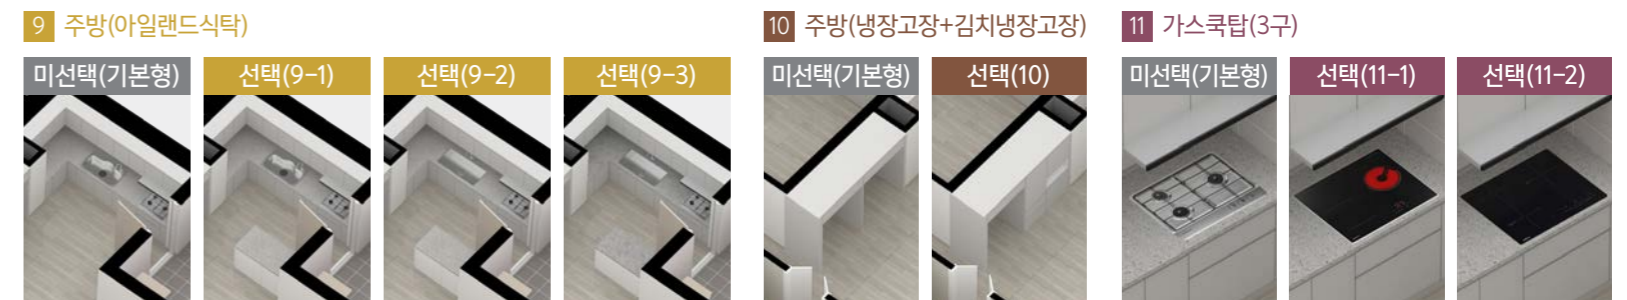 9 주방(아일랜드식탁)
미선택(기본형) 선택(9-1) 선택(9-2) 선택(9-3)
10 주방(냉장고장+김치냉장고장)
미선택(기본형) 선택(10)
11 가스쿡탑(3구)
미선택(기본형) 선택(11-1) 선택(11-2)